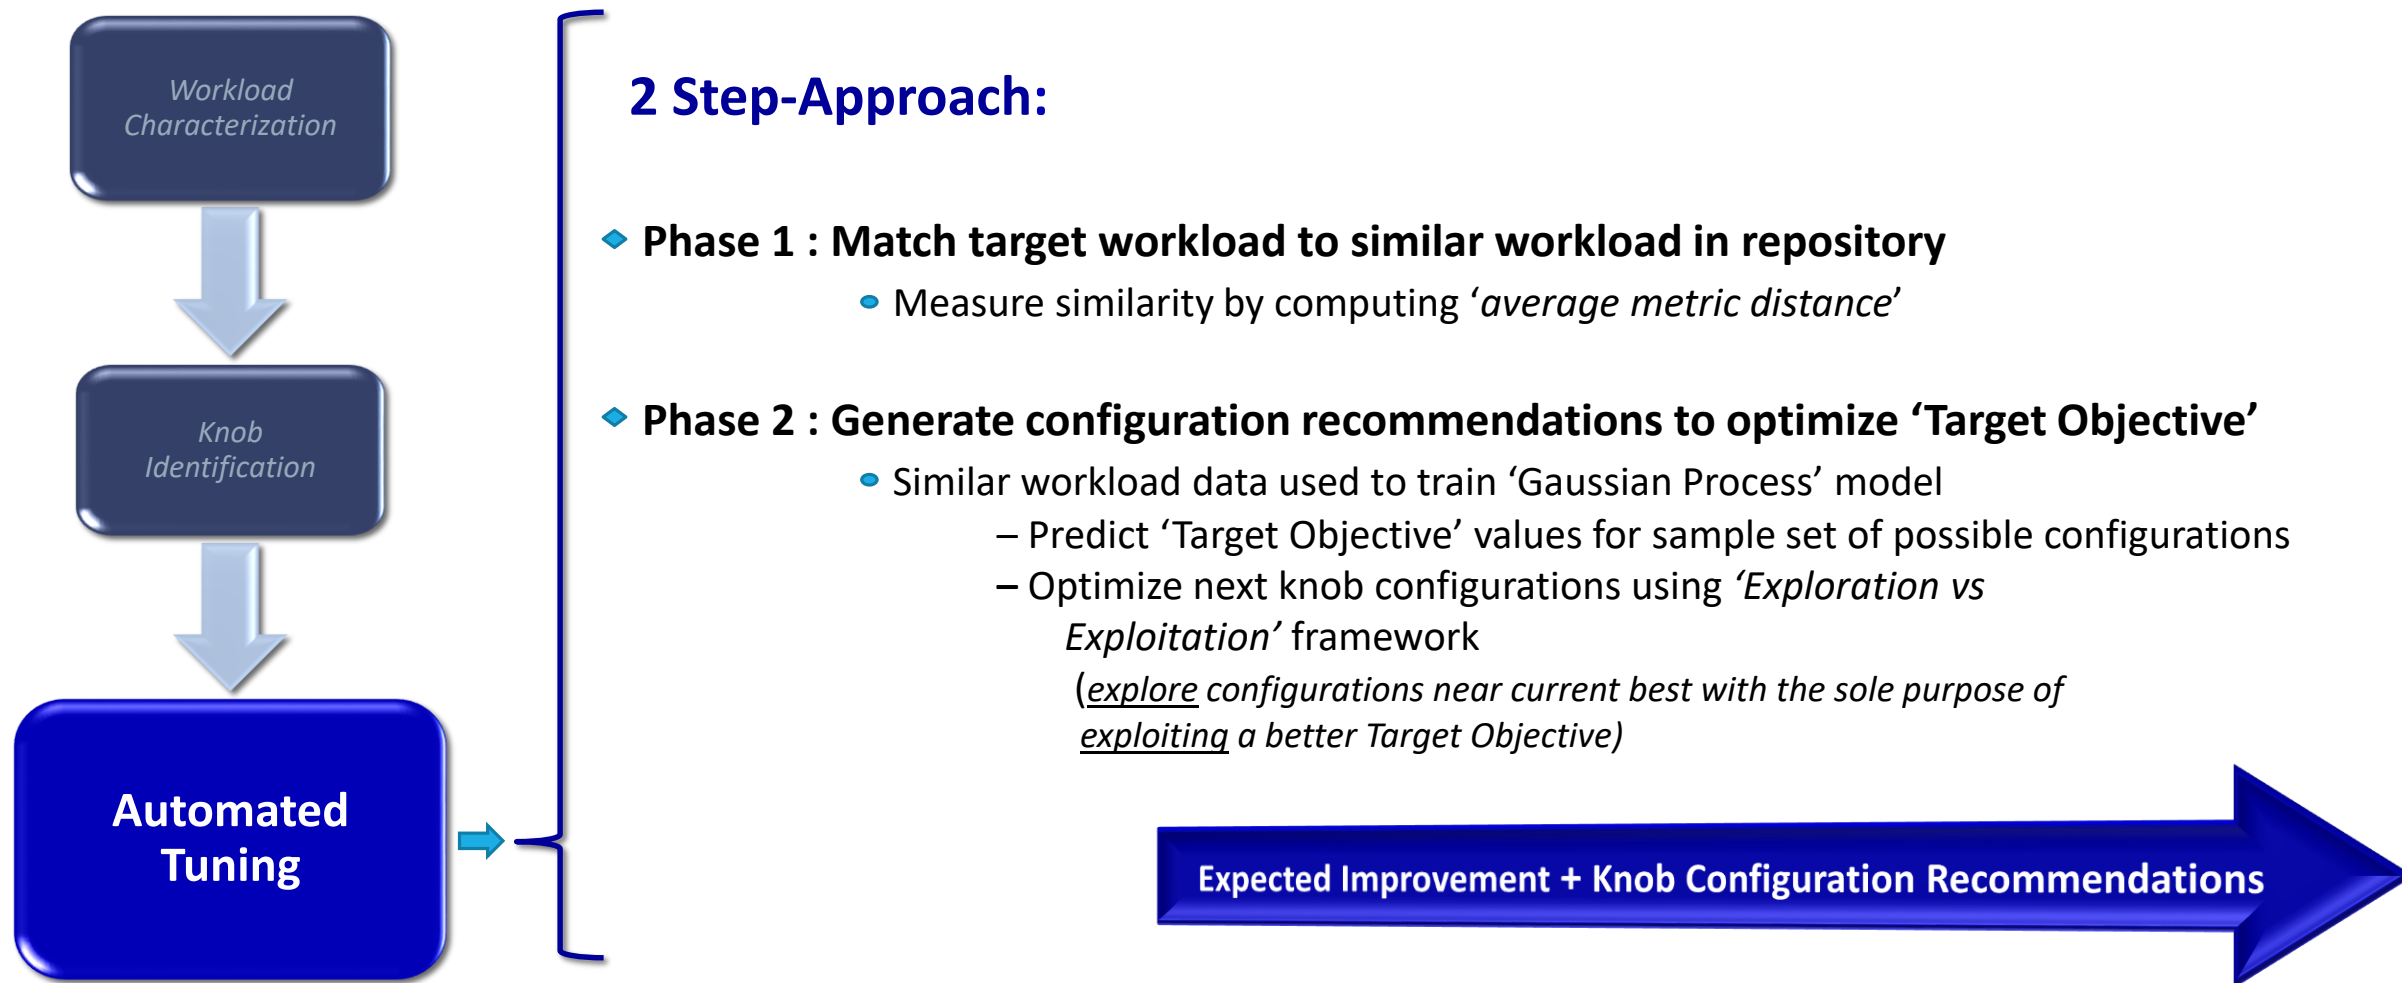 Workload
Characterization
Knob
Identification
Automated
Tuning
2 Step-Approach:
Phase 1 : Match target workload to similar workload in repository
Measure similarity by computing ‘average metric distance’
Phase 2 : Generate configuration recommendations to optimize ‘Target Objective’
Similar workload data used to train ‘Gaussian Process’ model
– Predict ‘Target Objective’ values for sample set of possible configurations
– Optimize next knob configurations using ‘Exploration vs
Exploitation’ framework
(explore configurations near current best with the sole purpose of
exploiting a better Target Objective)
Expected Improvement + Knob Configuration Recommendations